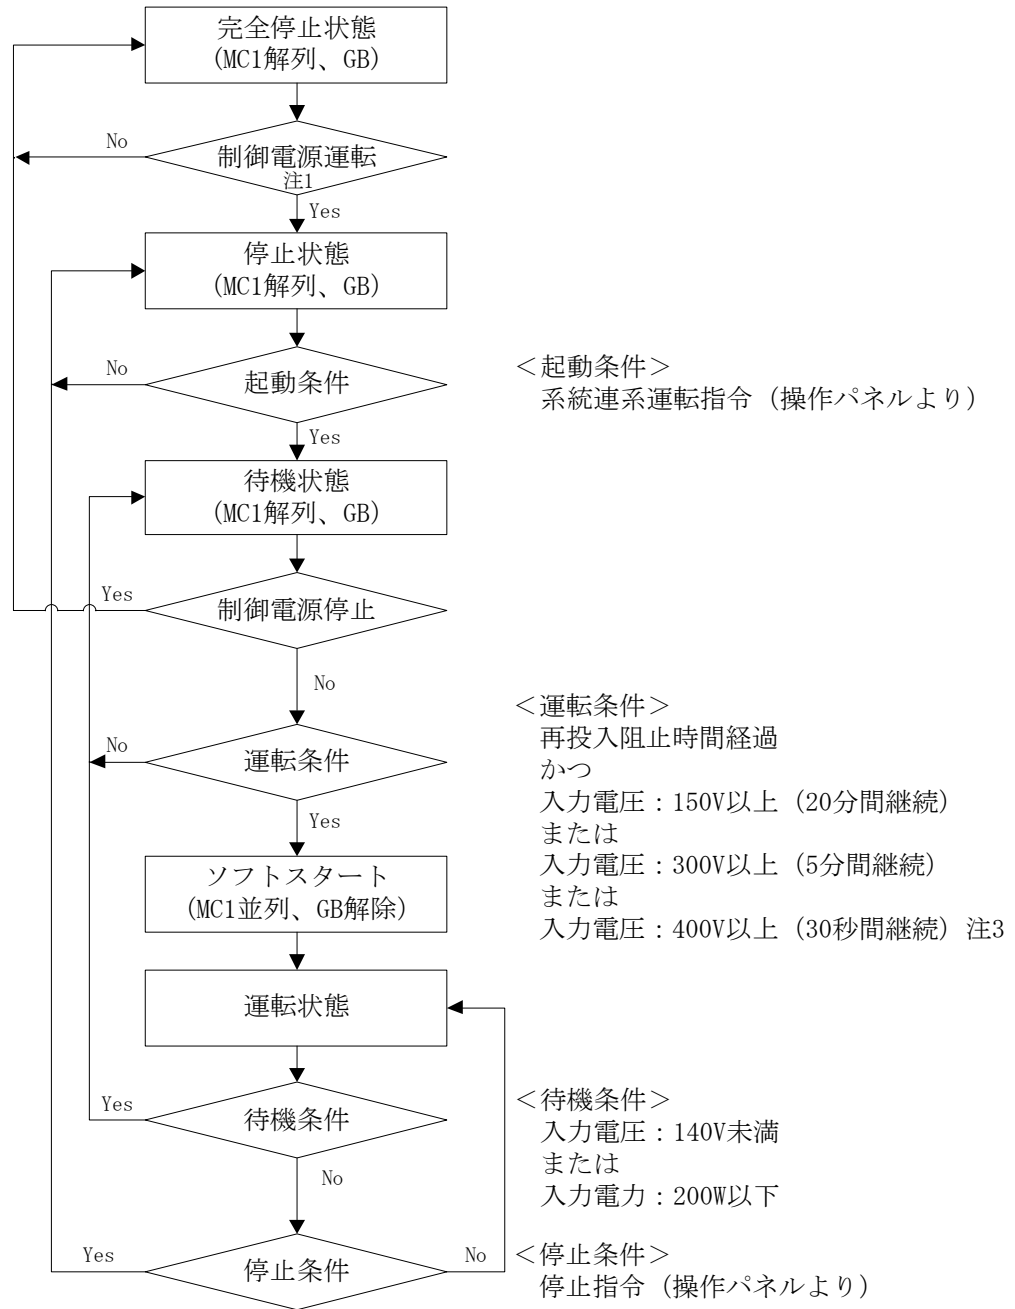 完全停止状態
(MC1解列、GB)
No
制御電源運転
注1
Yes
停止状態
(MC1解列、GB)
No
起動条件
＜起動条件＞
系統連系運転指令（操作パネルより）
Yes
待機状態
(MC1解列、GB)
Yes
制御電源停止
No
＜運転条件＞
再投入阻止時間経過
かつ
入力電圧：150V以上（20分間継続）
または
入力電圧：300V以上（5分間継続）
または
入力電圧：400V以上（30秒間継続）注3
No
運転条件
Yes
ソフトスタート
(MC1並列、GB解除)
運転状態
Yes
待機条件
＜待機条件＞
入力電圧：140V未満
または
入力電力：200W以下
No
Yes
停止条件
No
＜停止条件＞
停止指令（操作パネルより）